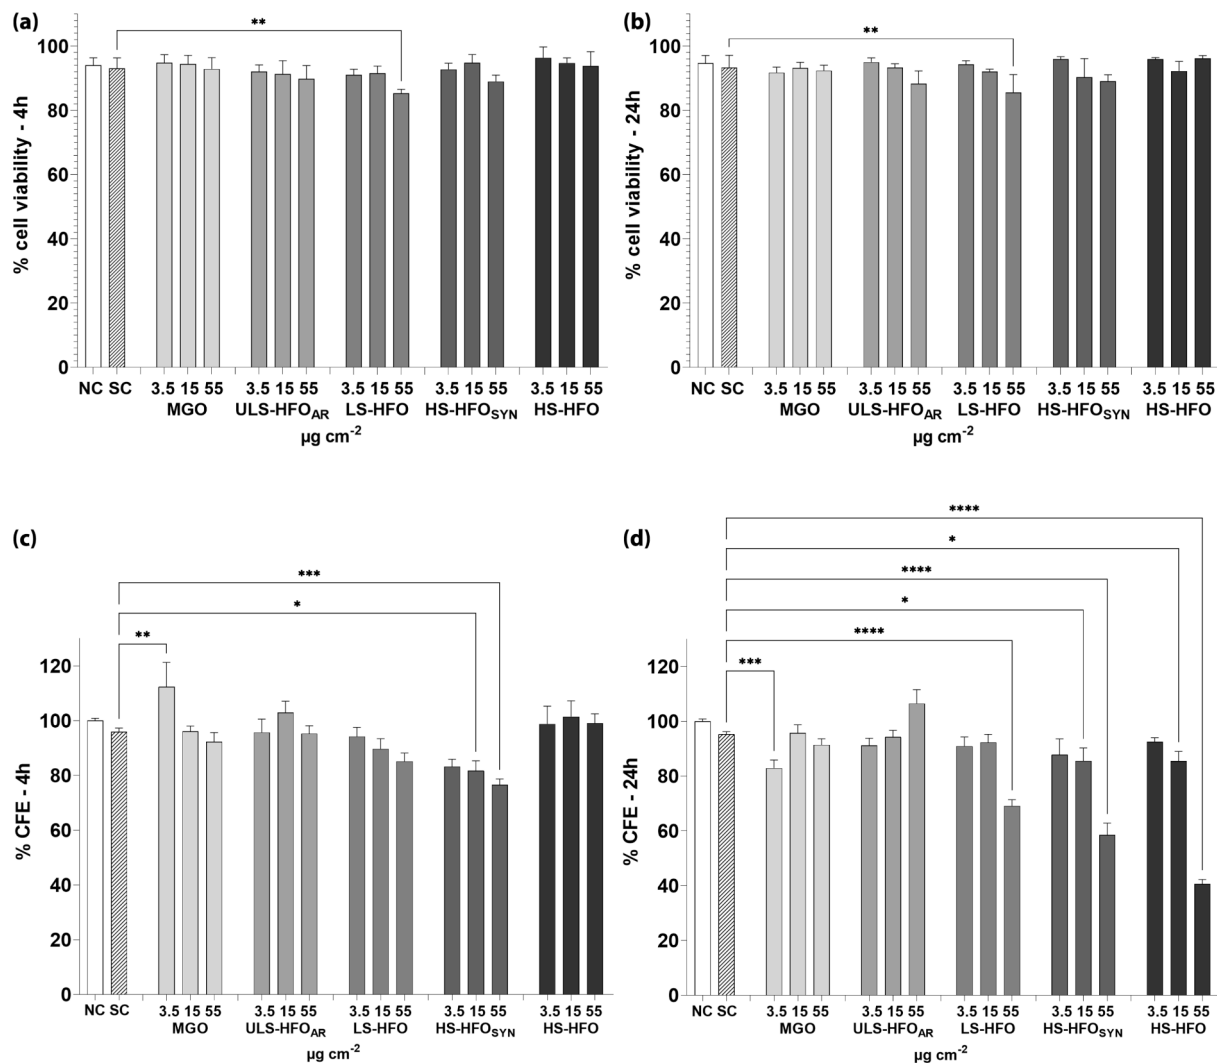 (a)
**
100
80
60
40
20
0
% cell viability - 4h
NC SC 3.5 15 55 3.5 15 55 3.5 15 55 3.5 15 55 3.5 15 55
MGO ULS-HFOAR LS-HFO HS-HFOSYN HS-HFO
µg cm-2
(b)
**
100
80
60
40
20
0
% cell viability - 24h
NC SC 3.5 15 55 3.5 15 55 3.5 15 55 3.5 15 55 3.5 15 55
MGO ULS-HFOAR LS-HFO HS-HFOSYN HS-HFO
µg cm-2
(c)
***
*
**
120
100
80
60
40
20
0
% CFE - 4h
NC SC 3.5 15 55 3.5 15 55 3.5 15 55 3.5 15 55 3.5 15 55
MGO ULS-HFOAR LS-HFO HS-HFOSYN HS-HFO
µg cm-2
(d)
****
*
****
*
****
***
120
100
80
60
40
20
0
% CFE - 24h
NC SC 3.5 15 55 3.5 15 55 3.5 15 55 3.5 15 55 3.5 15 55
MGO ULS-HFOAR LS-HFO HS-HFOSYN HS-HFO
µg cm-2